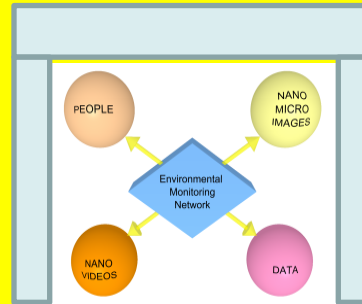 PEOPLE
NANO
MICRO
IMAGES
Environmental
Monitoring
Network
NANO
VIDEOS
DATA